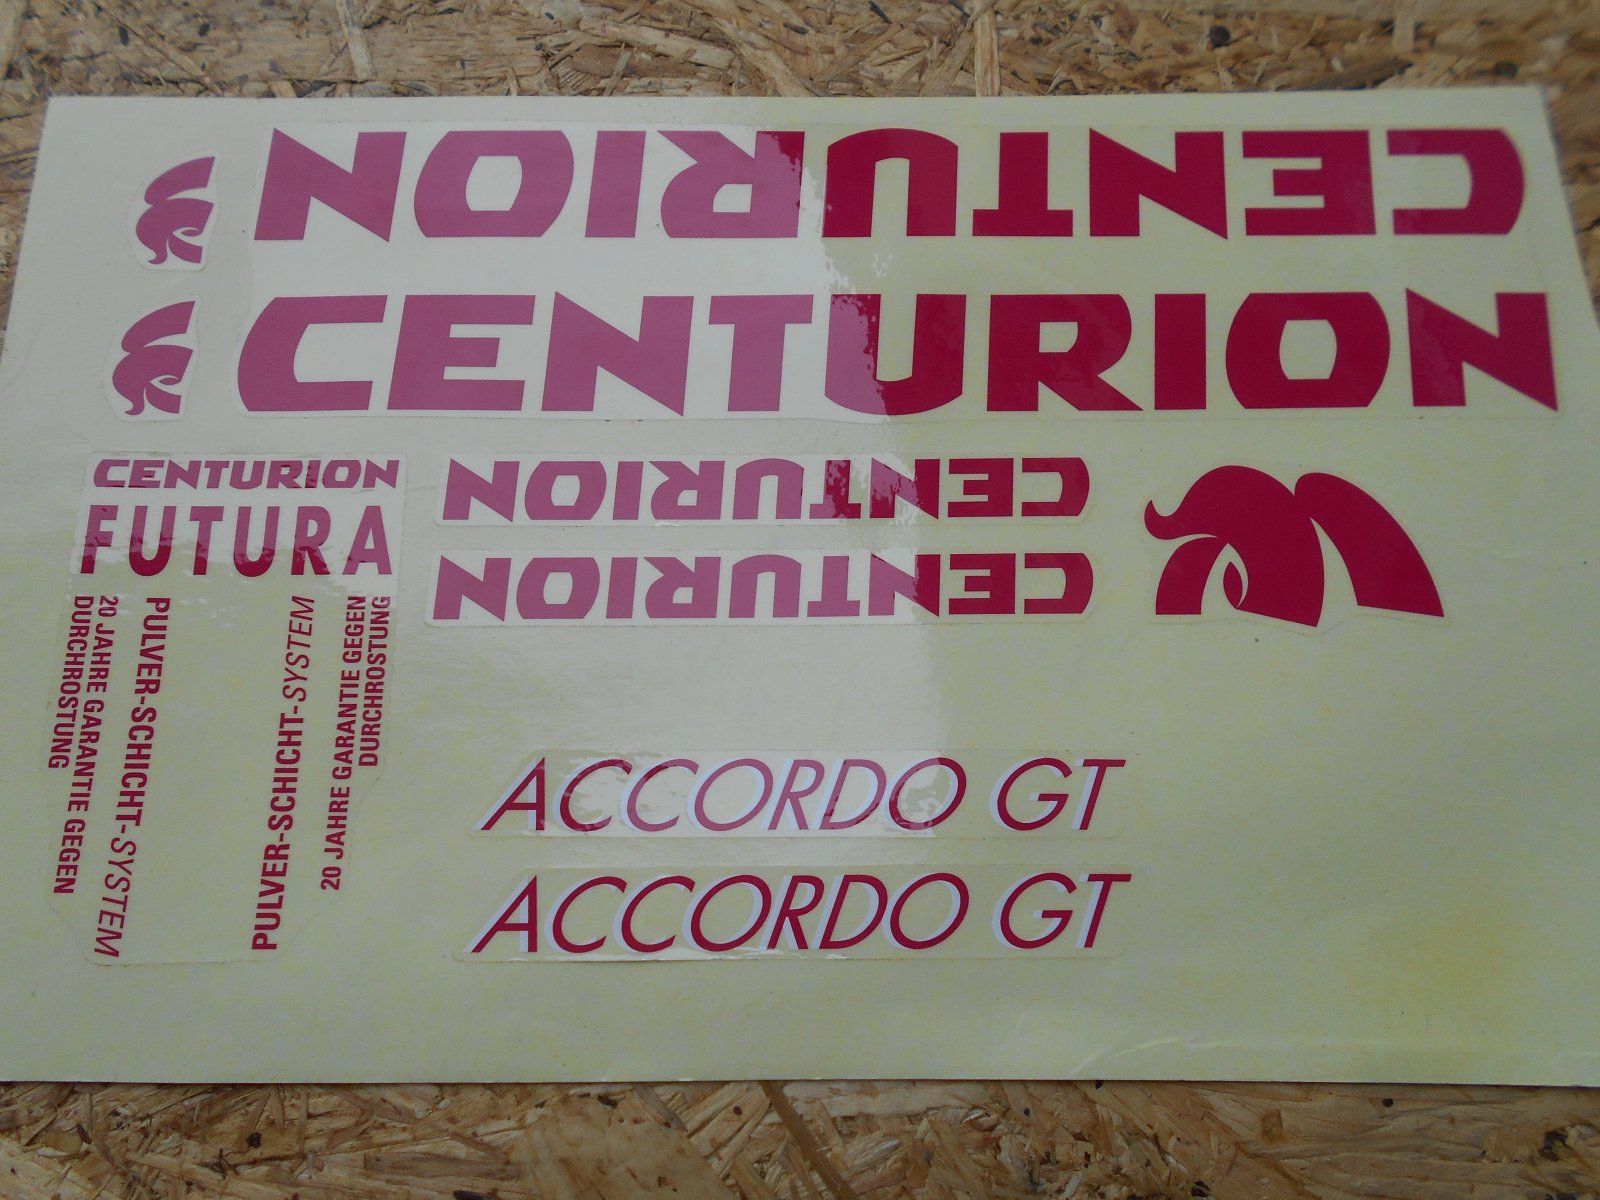 CENTURION
CENTURION
CENTURION
FUTURA
20 JAHRE GARANTIE GEGEN
DURCHROSTUNG
PULVER-SCHICHT-SYSTEM
PULVER-SCHICHT-SYSTEM
20 JAHRE GARANTIE GEGEN
DURCHROSTUNG
CENTURION
CENTURION
ACCORDO GT
ACCORDO GT